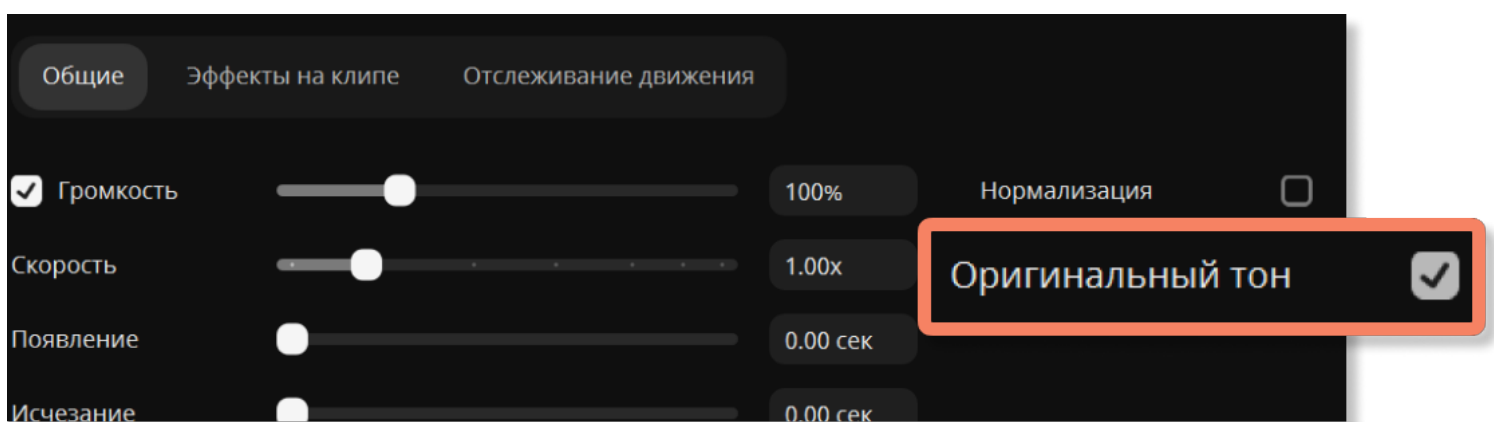 Общие Эффекты на клипе Отслеживание движения
Громкость 100% Нормализация
Скорость 1.00x Оригинальный тон
Появление 0.00 сек
Исчезание 0.00 сек